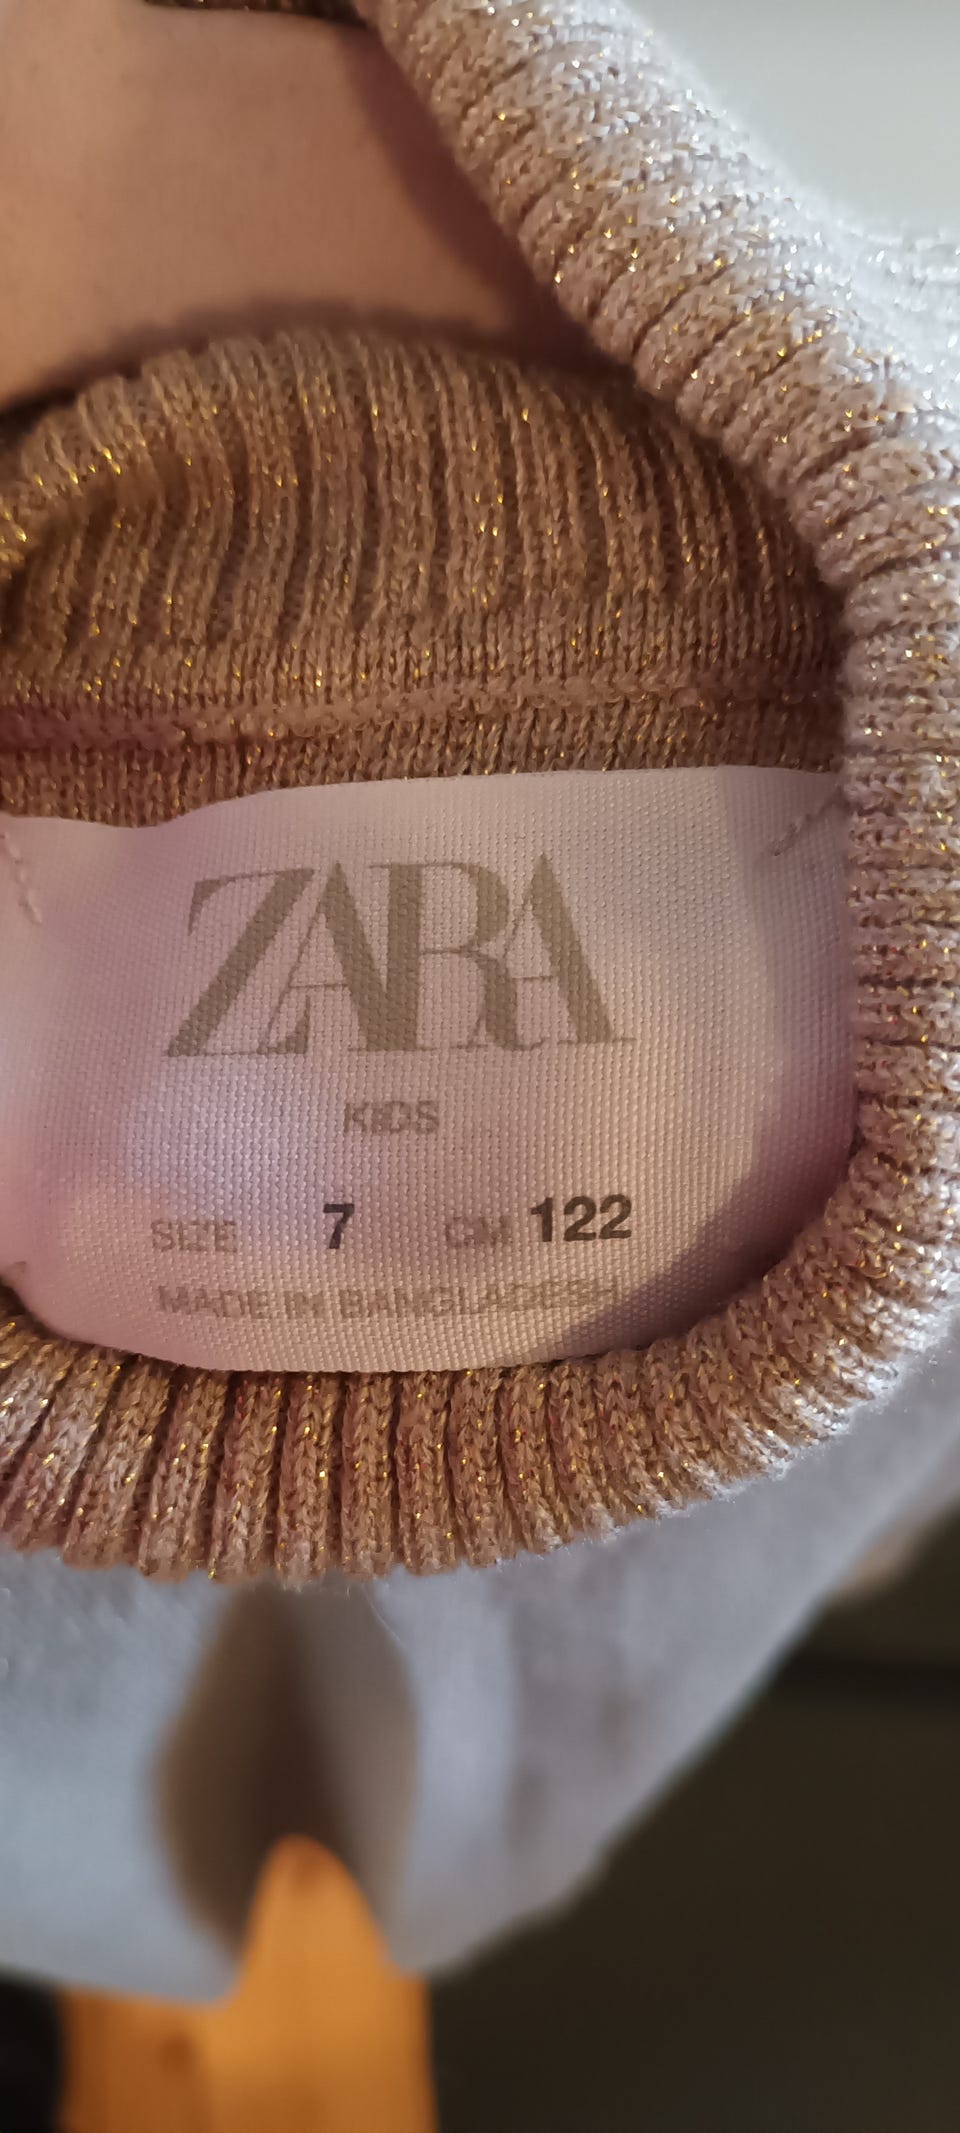 ZARA
KIDS
SIZE 7 CM 122
MADE IN BANGLADESH